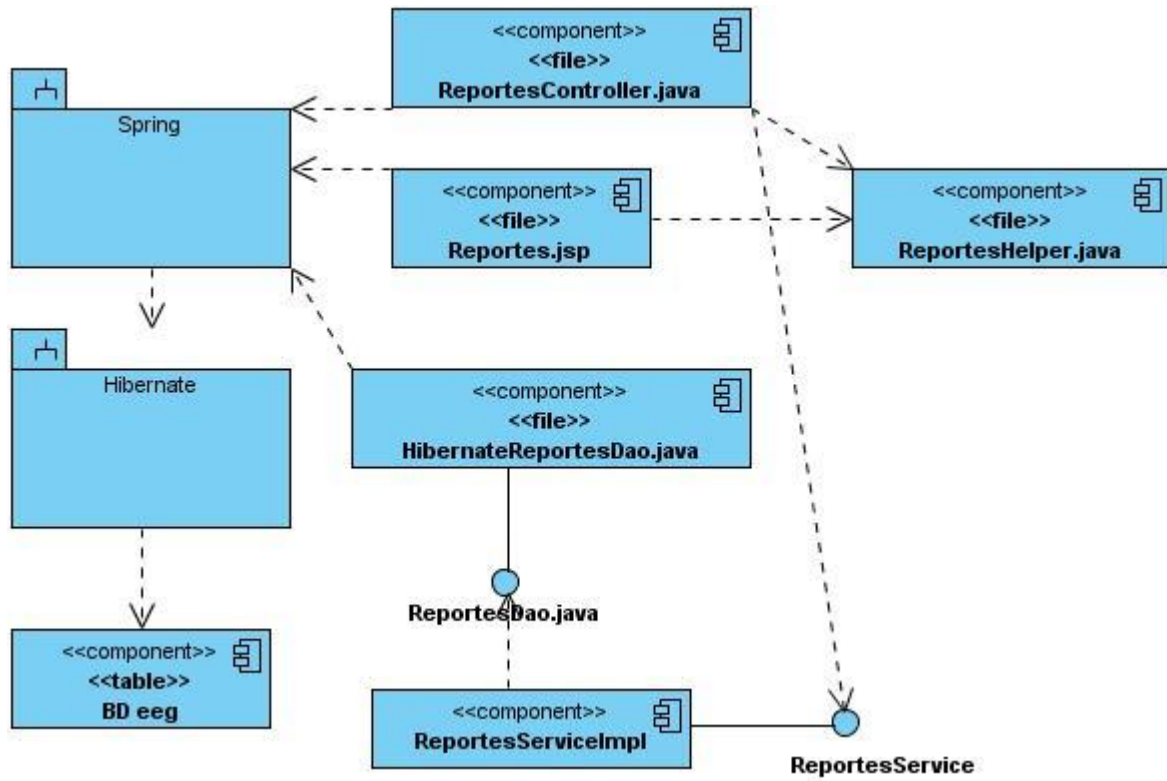 <<component>>
<<file>>
ReportesController.java
Spring
<<component>>
<<file>>
Reportes.jsp
<<component>>
<<file>>
ReportesHelper.java
Hibernate
<<component>>
<<file>>
HibernateReportesDao.java
ReportesDao.java
<<component>>
<<table>>
BD eeg
<<component>>
ReportesServiceImpl
ReportesService